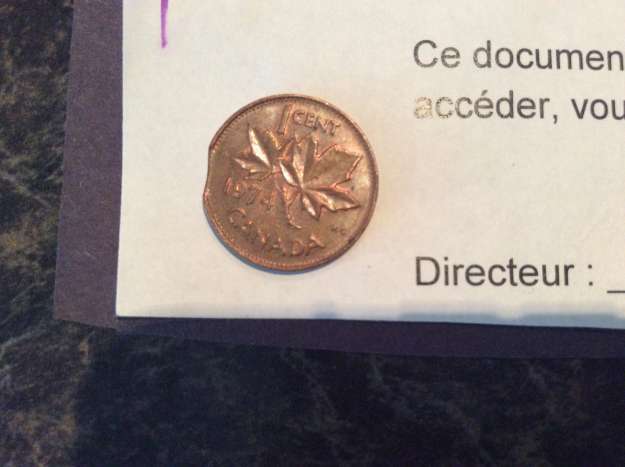 Ce documen
accéder, vou
Directeur : _
1 CENT
1974
CANADA